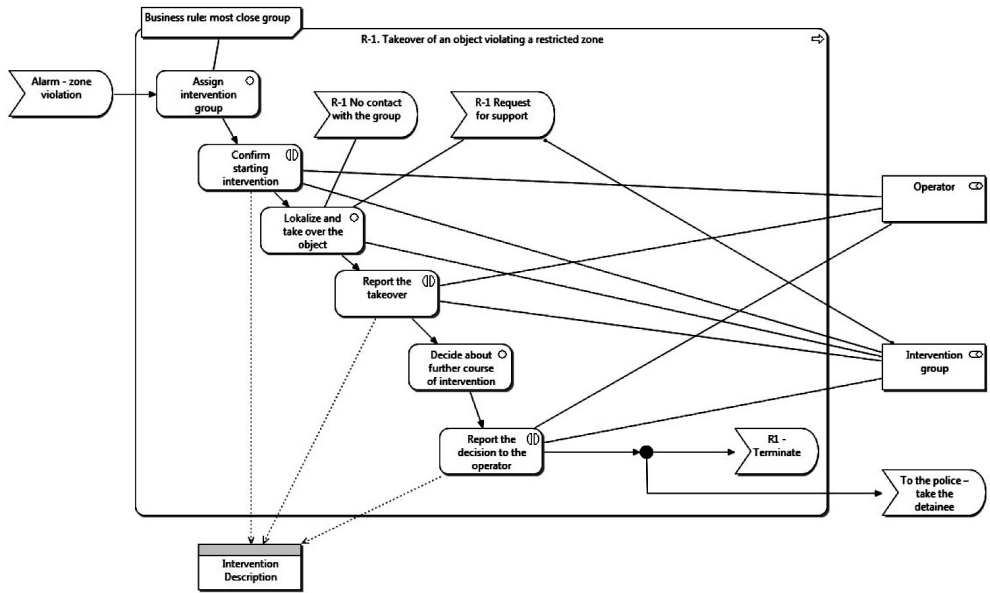 Business rule: most close group
R-1. Takeover of an object violating a restricted zone
Alarm - zone
violation
Assign
intervention
group
R-1 No contact
with the group
R-1 Request
for support
Confirm
starting
intervention
Operator
Lokalize and
take over the
object
Report the
takeover
Decide about
further course
of intervention
Intervention
group
Report the
decision to the
operator
R1 -
Terminate
To the police –
take the
detainee
Intervention
Description